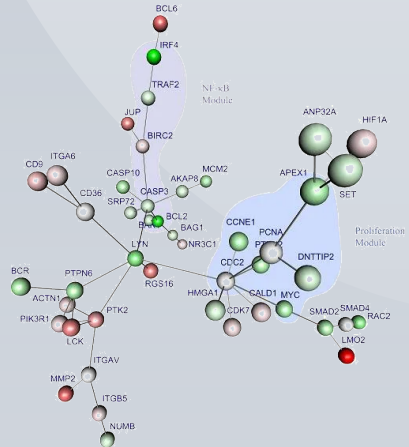 BCL6
IRF4
TRAF2
NF-κB
Module
JUP
BIRC2
ANP32A
HIF1A
ITGA6
CD9
CASP10
AKAP8
MCM2
APEX1
SET
CD36
SRP72
CASP3
BCL2
BAG1
NR3C1
LYN
CCNE1
PCNA
Proliferation
Module
CDC2
DNTTIP2
BCR
PTPN6
RGS16
HMGA1
CALD1
MYC
ACTN1
PTK2
CDK7
SMAD2
SMAD4
RAC2
PIK3R1
LCK
LMO2
ITGAV
MMP2
ITGB5
NUMB